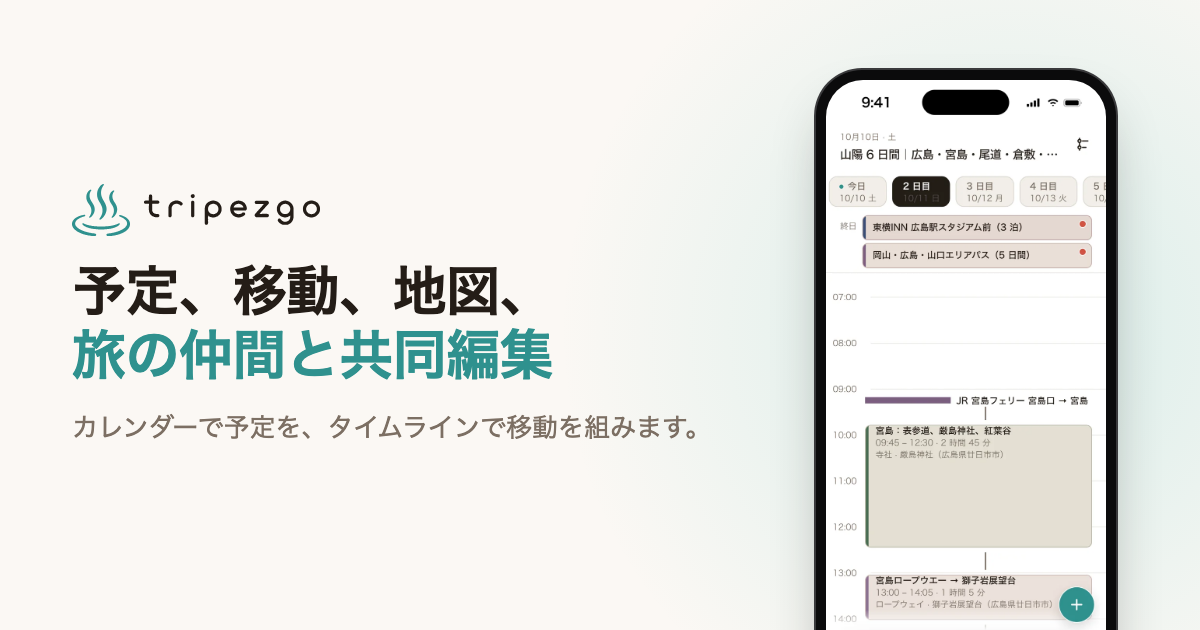 tripezgo
予定、移動、地図、
旅の仲間と共同編集
カレンダーで予定を、タイムラインで移動を組みます。
9:41
10月10日 · 土
山陽 6 日間｜広島・宮島・尾道・倉敷・…
今日
10/10 土
2 日目
10/11 日
3 日目
10/12 月
4 日目
10/13 火
5
10/
終日
東横INN 広島駅スタジアム前（3 泊）
岡山・広島・山口エリアパス（5 日間）
07:00
08:00
09:00
JR 宮島フェリー 宮島口 → 宮島
10:00
宮島：表参道、厳島神社、紅葉谷
09:45 – 12:30 · 2 時間 45 分
寺社 · 厳島神社（広島県廿日市市）
11:00
12:00
13:00
宮島ロープウエー → 獅子岩展望台
13:00 – 14:05 · 1 時間 5 分
ロープウェイ · 獅子岩展望台（広島県廿日市市）
14:00